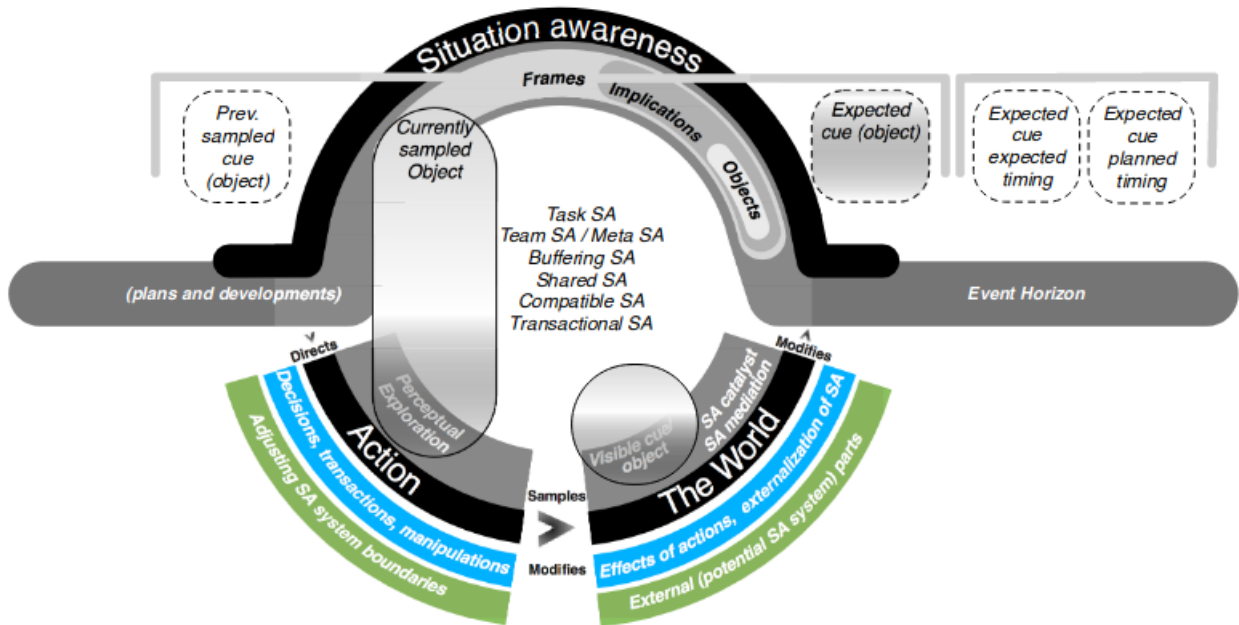 Situation awareness
Frames
Implications
Objects
Prev.
sampled
cue
(object)
Currently
sampled
Object
Expected
cue (object)
Expected
cue
expected
timing
Expected
cue
planned
timing
Task SA
Team SA / Meta SA
Buffering SA
Shared SA
Compatible SA
Transactional SA
(plans and developments)
Event Horizon
Directs
Modifies
Perceptual
Exploration
Action
Decisions, transactions, manipulations
Adjusting SA system boundaries
Samples
Modifies
Visible cue/
object
SA catalyst
SA mediation
The World
Effects of actions, externalization of SA
External (potential SA system) parts